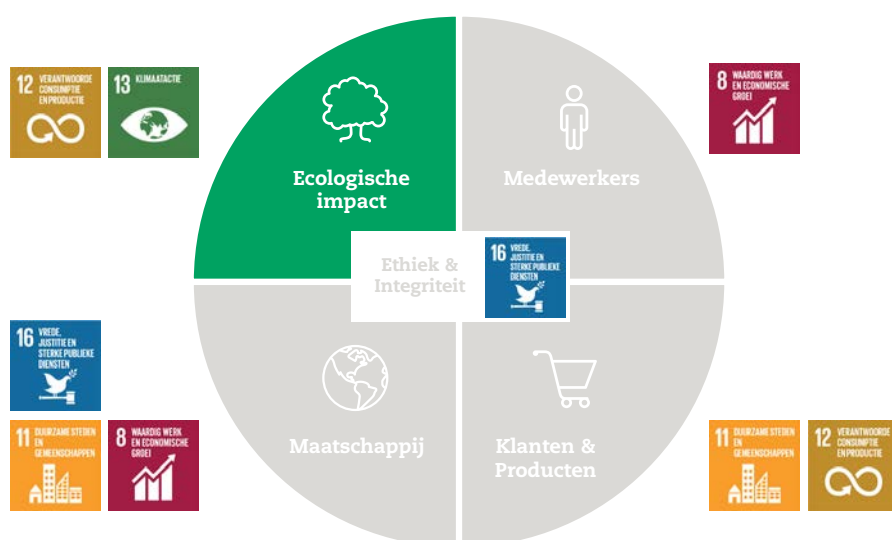 12 VERANTWOORDE
CONSUMPTIE
EN PRODUCTIE
13 KLIMAATACTIE
8 WAARDIG WERK
EN ECONOMISCHE
GROEI
Ecologische
impact
Medewerkers
Ethiek &
Integriteit
16 VREDE,
JUSTITIE EN
STERKE PUBLIEKE
DIENSTEN
16 VREDE,
JUSTITIE EN
STERKE PUBLIEKE
DIENSTEN
11 DUURZAME STEDEN
EN
GEMEENSCHAPPEN
8 WAARDIG WERK
EN ECONOMISCHE
GROEI
Maatschappij
Klanten &
Producten
11 DUURZAME STEDEN
EN
GEMEENSCHAPPEN
12 VERANTWOORDE
CONSUMPTIE
EN PRODUCTIE